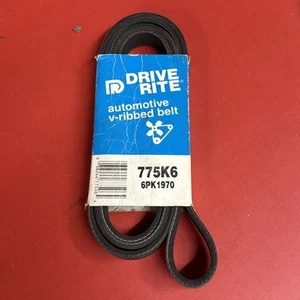 DRIVE
RITE®
automotive
v-ribbed belt
775K6
6PK1970